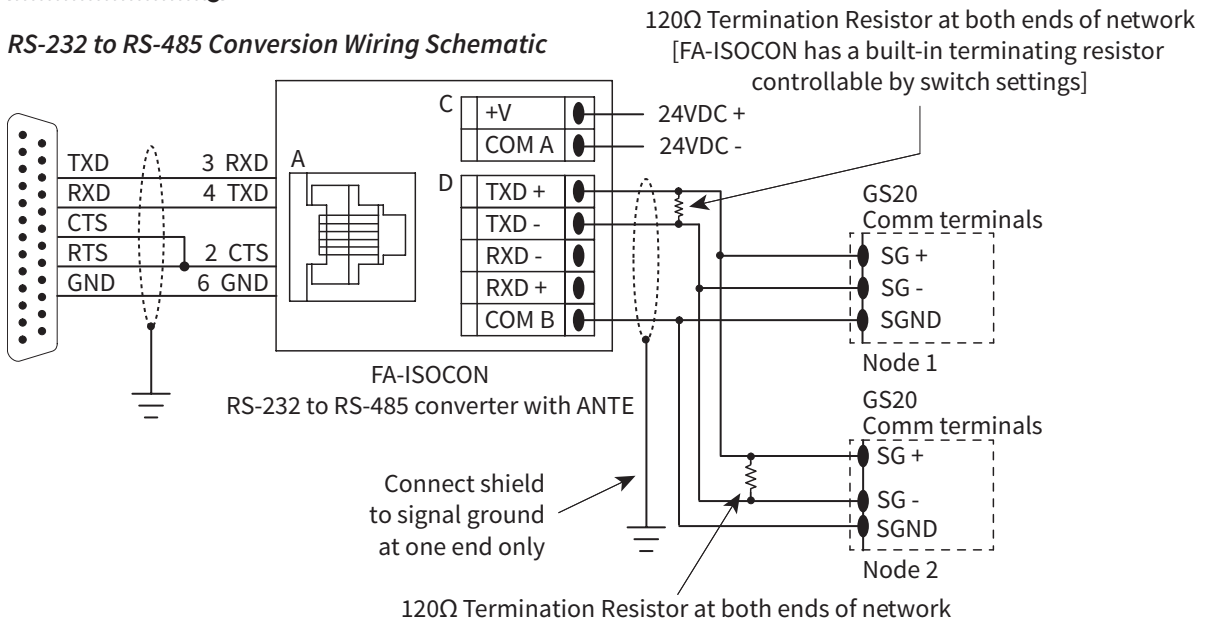 RS-232 to RS-485 Conversion Wiring Schematic
120Ω Termination Resistor at both ends of network
[FA-ISOCON has a built-in terminating resistor
controllable by switch settings]
TXD
RXD
CTS
RTS
GND
3 RXD
4 TXD
2 CTS
6 GND
A
C
+V
COM A
24VDC +
24VDC -
D
TXD +
TXD -
RXD -
RXD +
COM B
FA-ISOCON
RS-232 to RS-485 converter with ANTE
GS20
Comm terminals
SG +
SG -
SGND
Node 1
GS20
Comm terminals
SG +
SG -
SGND
Node 2
Connect shield
to signal ground
at one end only
120Ω Termination Resistor at both ends of network